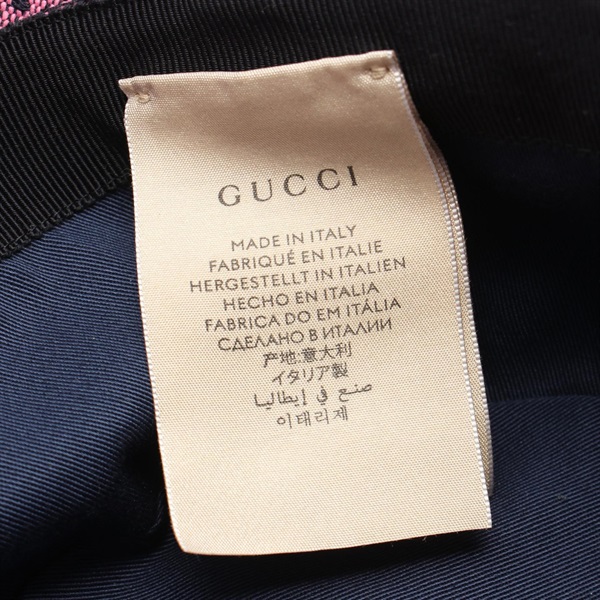 GUCCI
MADE IN ITALY
FABRIQUÉ EN ITALIE
HERGESTELLT IN ITALIEN
HECHO EN ITALIA
FABRICA DO EM ITÁLIA
СДЕЛАНО В ИТАЛИИ
产地:意大利
イタリア製
صنع في إيطاليا
이태리제